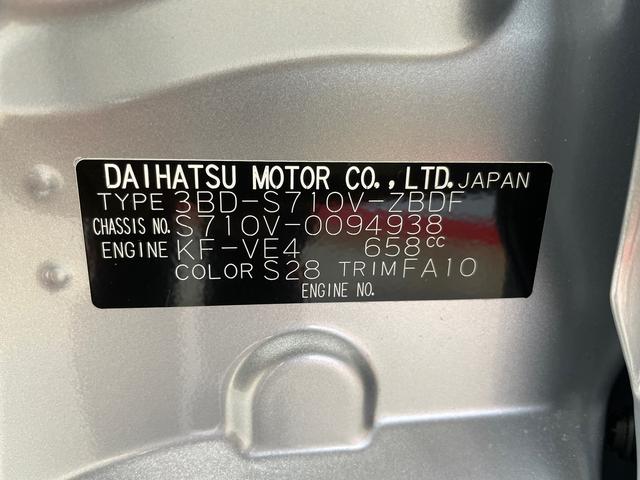 DAIHATSU MOTOR CO., LTD. JAPAN
TYPE 3BD-S710V-ZBDF
CHASSIS NO. S710V-0094938
ENGINE KF-VE4 658cc
COLOR S28 TRIM FA10
ENGINE NO.